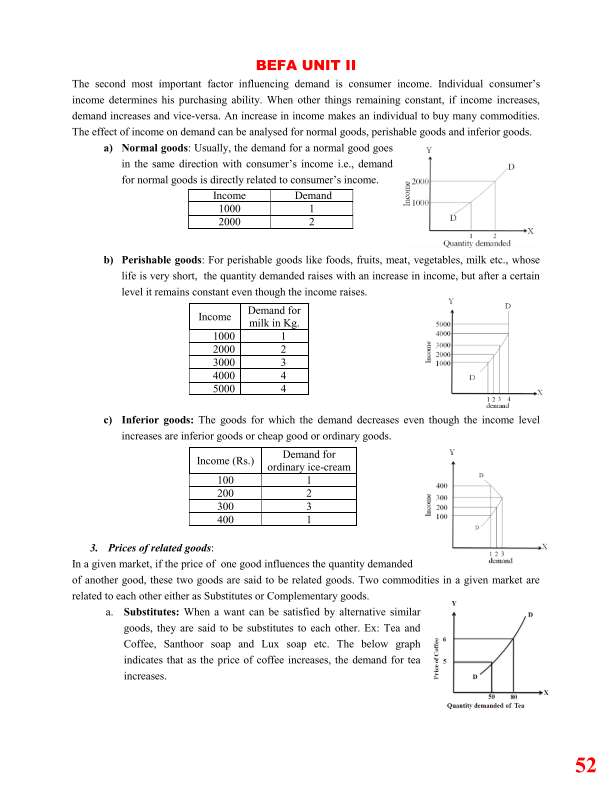 BEFA UNIT II
The second most important factor influencing demand is consumer income. Individual consumer's
income determines his purchasing ability. When other things remaining constant, if income increases,
demand increases and vice-versa. An increase in income makes an individual to buy many commodities.
The effect of income on demand can be analysed for normal goods, perishable goods and inferior goods.
a) Normal goods: Usually, the demand for a normal good goes
in the same direction with consumer's income i.e., demand
for normal goods is directly related to consumer's income.
Income Demand
1000 1
2000 2
Y
D
2000
Income
1000
D
1 2
X
Quantity demanded
b) Perishable goods: For perishable goods like foods, fruits, meat, vegetables, milk etc., whose
life is very short, the quantity demanded raises with an increase in income, but after a certain
level it remains constant even though the income raises.
Income Demand for milk in Kg.
1000 1
2000 2
3000 3
4000 4
5000 4
Y
D
5000
4000
3000
2000
1000
Income
D
X
1 2 3 4
demand
c) Inferior goods: The goods for which the demand decreases even though the income level
increases are inferior goods or cheap good or ordinary goods.
Income (Rs.) Demand for ordinary ice-cream
100 1
200 2
300 3
400 1
Y
D
400
300
200
100
Income
D
X
1 2 3
demand
3. Prices of related goods:
In a given market, if the price of one good influences the quantity demanded
of another good, these two goods are said to be related goods. Two commodities in a given market are
related to each other either as Substitutes or Complementary goods.
a. Substitutes: When a want can be satisfied by alternative similar
goods, they are said to be substitutes to each other. Ex: Tea and
Coffee, Santhoor soap and Lux soap etc. The below graph
indicates that as the price of coffee increases, the demand for tea
increases.
Y
D
6
5
Price of Coffee
D
X
50 80
Quantity demanded of Tea
52